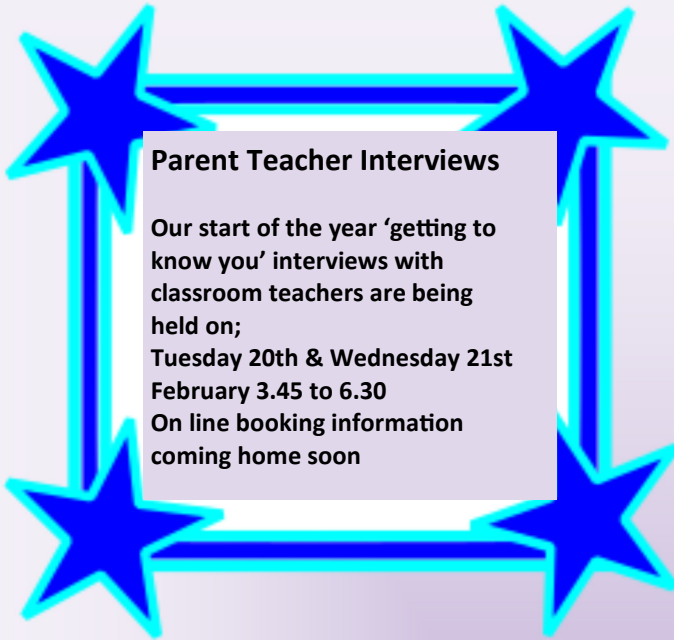 Parent Teacher Interviews
Our start of the year ‘getting to
know you’ interviews with
classroom teachers are being
held on;
Tuesday 20th & Wednesday 21st
February 3.45 to 6.30
On line booking information
coming home soon